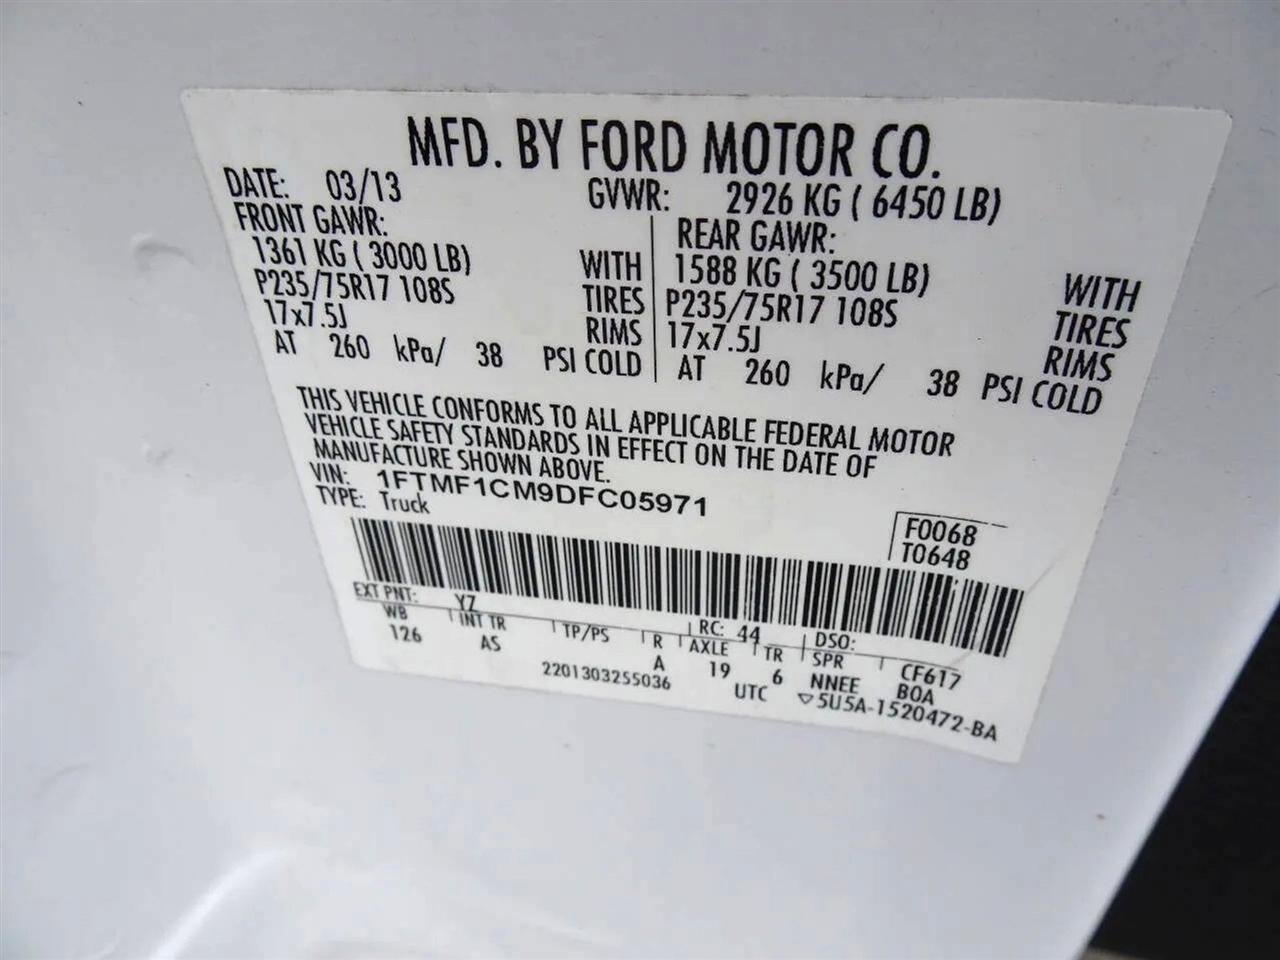 MFD. BY FORD MOTOR CO.
DATE: 03/13 GVWR: 2926 KG ( 6450 LB)
FRONT GAWR: REAR GAWR:
1361 KG ( 3000 LB) WITH 1588 KG ( 3500 LB) WITH
P235/75R17 108S TIRES P235/75R17 108S TIRES
17x7.5J RIMS 17x7.5J RIMS
AT 260 kPa/ 38 PSI COLD AT 260 kPa/ 38 PSI COLD
THIS VEHICLE CONFORMS TO ALL APPLICABLE FEDERAL MOTOR
VEHICLE SAFETY STANDARDS IN EFFECT ON THE DATE OF
MANUFACTURE SHOWN ABOVE.
VIN: 1FTMF1CM9DFC05971
TYPE: Truck
F0068
T0648
EXT PNT: YZ RC: 44 DSO:
WB INT TR TP/PS R AXLE TR SPR CF617
126 AS A 19 6 NNEE BOA
2201303255036 UTC ▽5U5A-1520472-BA